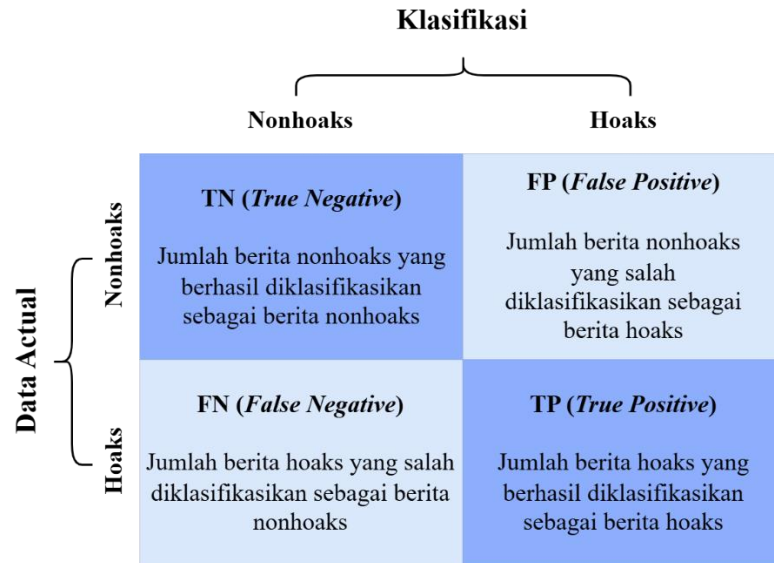 Klasifikasi
Nonhoaks
Hoaks
Data Actual
Nonhoaks
TN (True Negative)
Jumlah berita nonhoaks yang
berhasil diklasifikasikan
sebagai berita nonhoaks
FP (False Positive)
Jumlah berita nonhoaks
yang salah
diklasifikasikan sebagai
berita hoaks
Hoaks
FN (False Negative)
Jumlah berita hoaks yang salah
diklasifikasikan sebagai berita
nonhoaks
TP (True Positive)
Jumlah berita hoaks yang
berhasil diklasifikasikan
sebagai berita hoaks